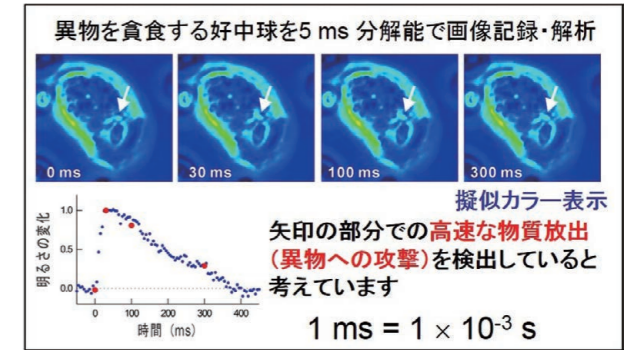 異物を貪食する好中球を5 ms 分解能で画像記録・解析
0 ms
30 ms
100 ms
300 ms
擬似カラー表示
明るさの変化
1.0
0.5
0.0
0
100
200
300
400
時間 (ms)
矢印の部分での高速な物質放出
(異物への攻撃)を検出していると
考えています
1 ms = 1 × 10-3 s